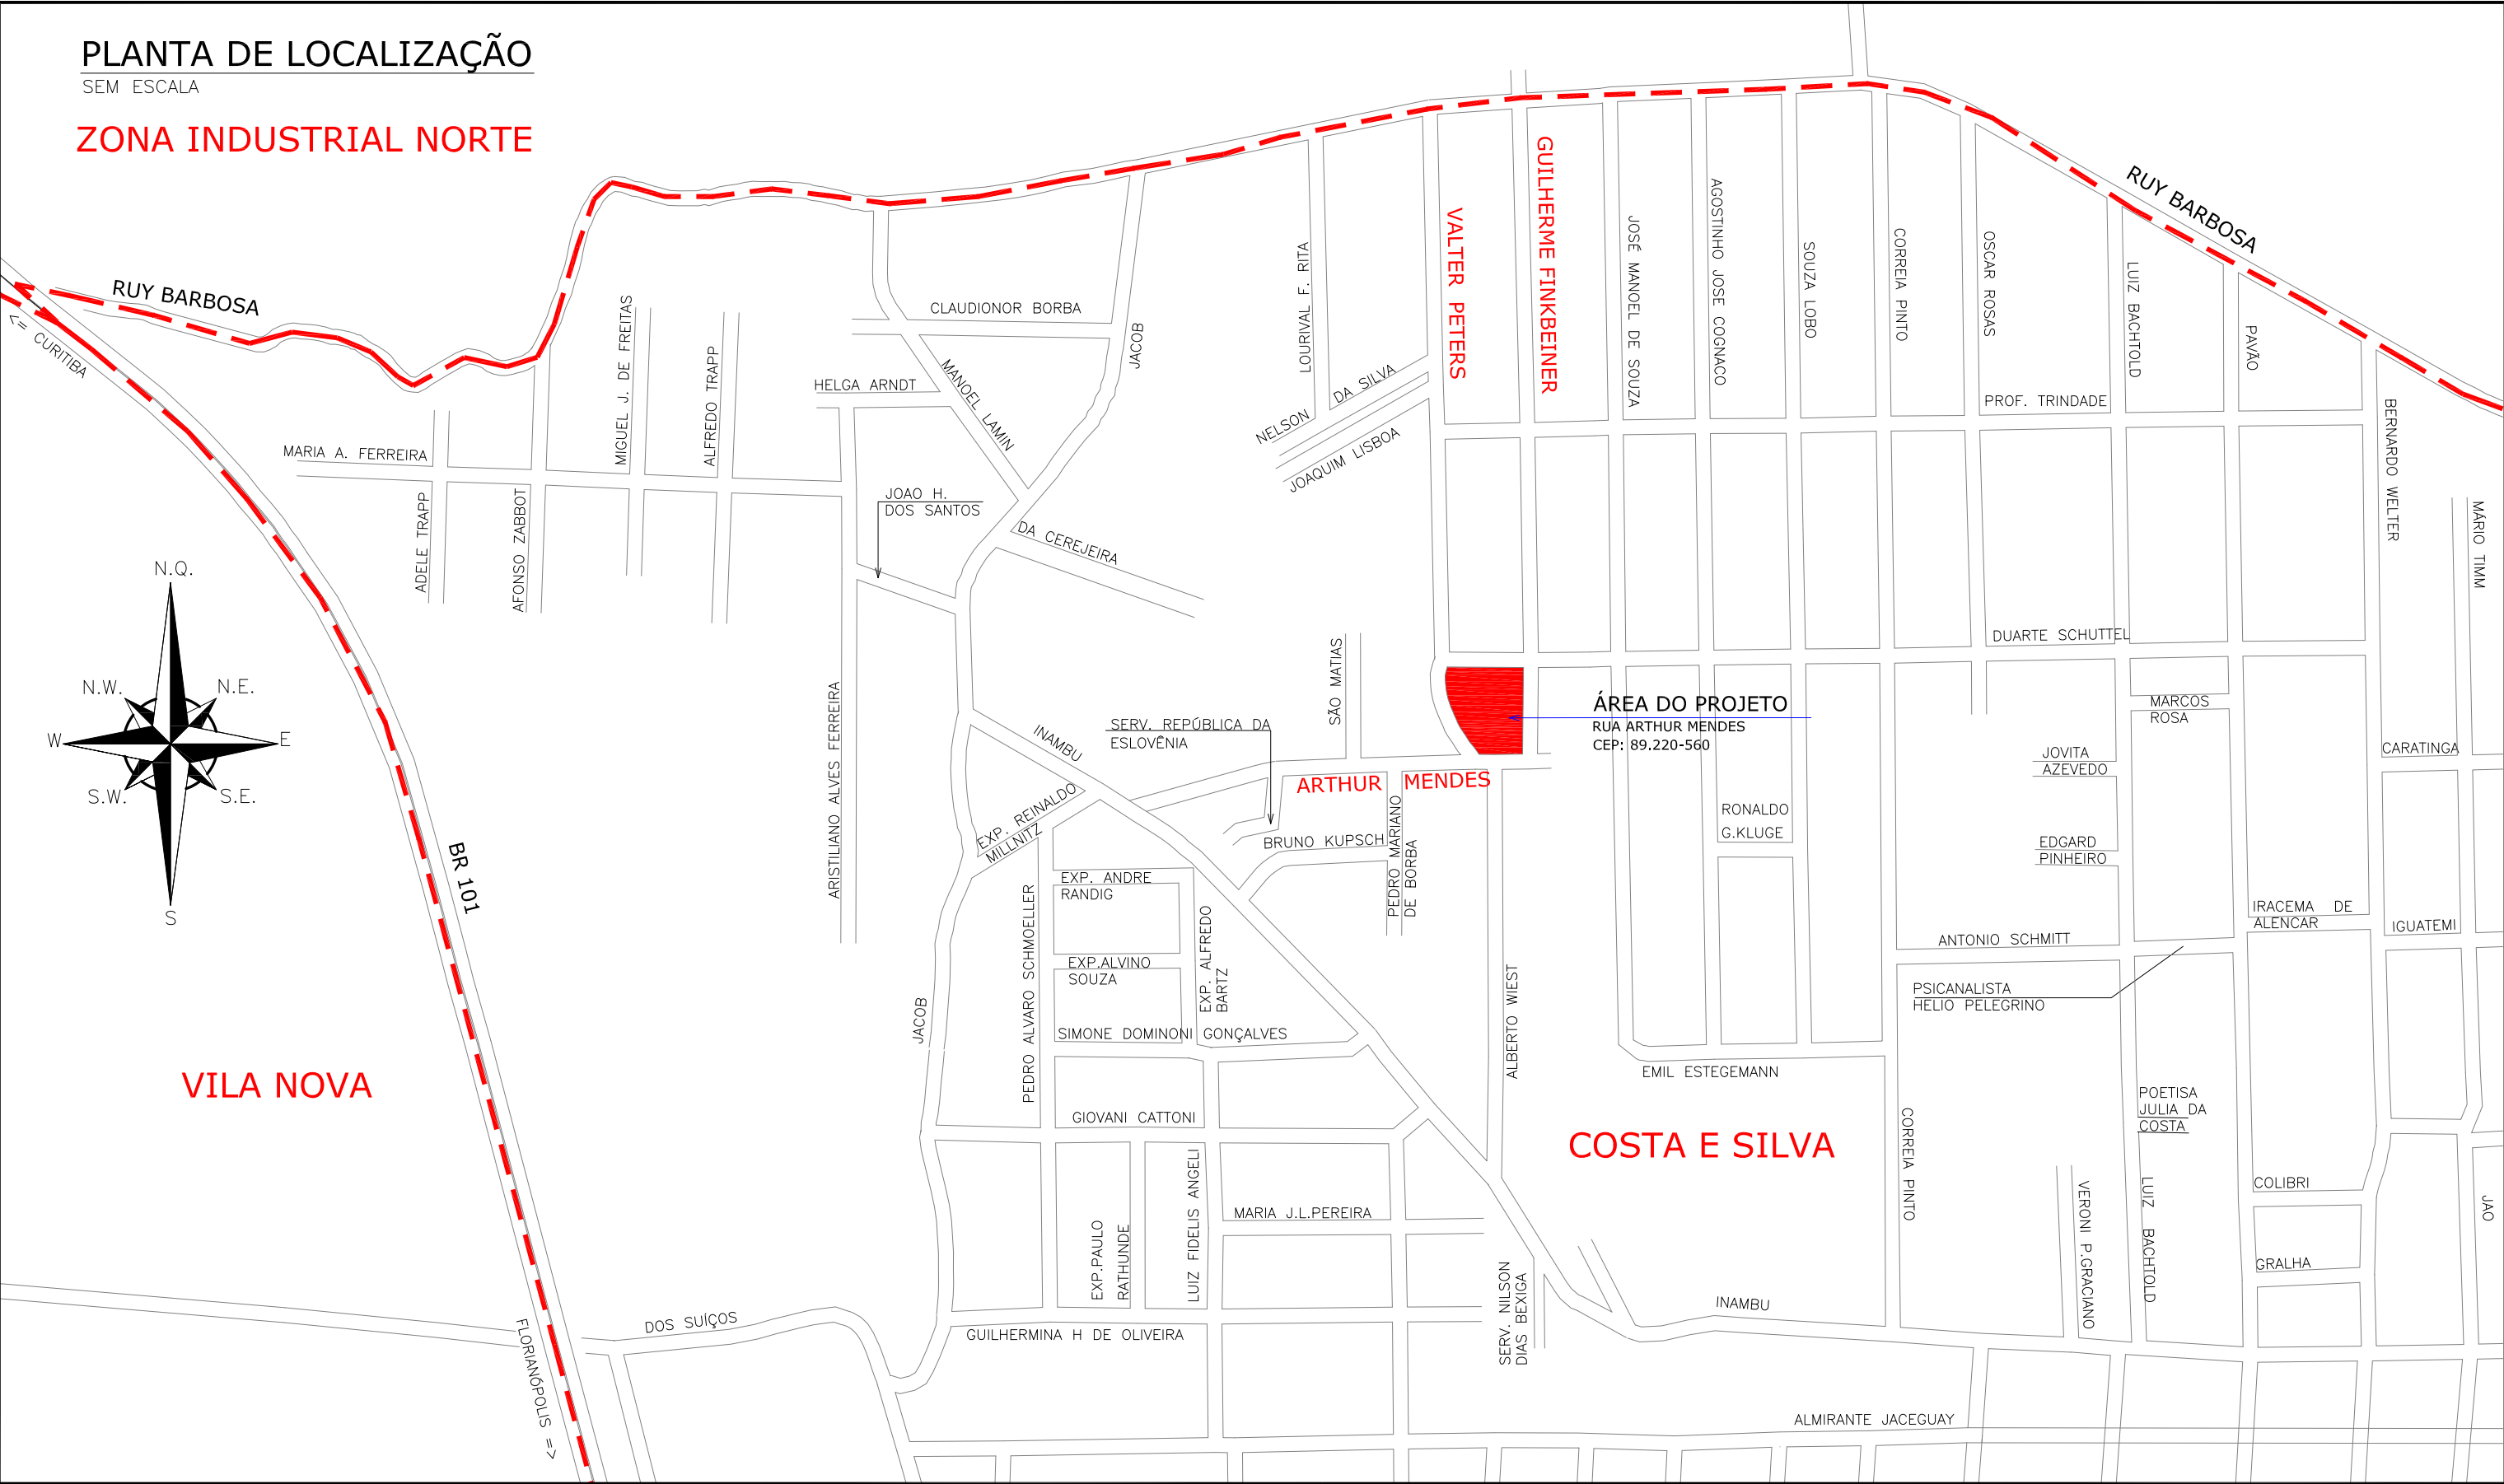 PLANTA DE LOCALIZAÇÃO
SEM ESCALA
ZONA INDUSTRIAL NORTE
RUY BARBOSA
<= CURITIBA
RUY BARBOSA
GUILHERME FINKBEINER
VALTER PETERS
LOURIVAL F. RITA
JOSÉ MANOEL DE SOUZA
AGOSTINHO JOSE COGNACO
SOUZA LOBO
CORREIA PINTO
OSCAR ROSAS
LUIZ BACHTOLD
PAVÃO
BERNARDO WELTER
MÁRIO TIMM
PROF. TRINDADE
CLAUDIONOR BORBA
JACOB
MANOEL LAMIN
HELGA ARNDT
MIGUEL J. DE FREITAS
ALFREDO TRAPP
MARIA A. FERREIRA
ADELE TRAPP
AFONSO ZABBOT
NELSON DA SILVA
JOAQUIM LISBOA
JOAO H.
DOS SANTOS
DA CEREJEIRA
N.Q.
N.W.
N.E.
W
E
S.W.
S.E.
S
ARISTILIANO ALVES FERREIRA
SÃO MATIAS
DUARTE SCHUTTEL
ÁREA DO PROJETO
RUA ARTHUR MENDES
CEP: 89.220-560
MARCOS
ROSA
INAMBU
SERV. REPÚBLICA DA
ESLOVÊNIA
ARTHUR MENDES
JOVITA
AZEVEDO
CARATINGA
EXP. REINALDO
MILLNITZ
BRUNO KUPSCH
PEDRO MARIANO
DE BORBA
RONALDO
G.KLUGE
EDGARD
PINHEIRO
BR 101
EXP. ANDRE
RANDIG
PEDRO ALVARO SCHMOELLER
EXP. ALFREDO
BARTZ
EXP.ALVINO
SOUZA
IRACEMA DE
ALENCAR
IGUATEMI
ANTONIO SCHMITT
PSICANALISTA
HELIO PELEGRINO
JACOB
SIMONE DOMINONI GONÇALVES
ALBERTO WIEST
EMIL ESTEGEMANN
VILA NOVA
GIOVANI CATTONI
COSTA E SILVA
CORREIA PINTO
POETISA
JULIA DA
COSTA
EXP.PAULO
RATHUNDE
LUIZ FIDELIS ANGELI
MARIA J.L.PEREIRA
VERONI P.GRACIANO
LUIZ BACHTOLD
COLIBRI
JAO
GRALHA
SERV. NILSON
DIAS BEXIGA
INAMBU
DOS SUÍÇOS
GUILHERMINA H DE OLIVEIRA
FLORIANÓPOLIS =>
ALMIRANTE JACEGUAY